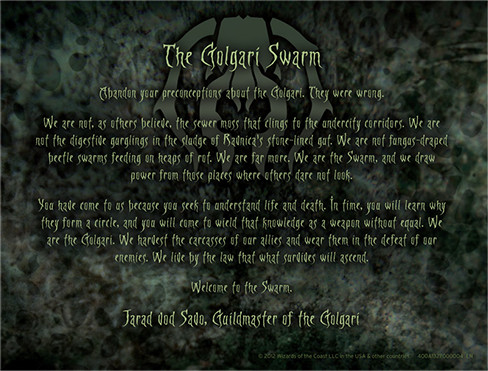 The Golgari Swarm
Abandon your preconceptions about the Golgari. They were wrong.
We are not, as others believe, the sewer moss that clings to the undercity corridors. We are
not the digestive gurglings in the sludge of Ravnica's stone-lined gut. We are not fungus-draped
beetle swarms feeding on heaps of rot. We are far more. We are the Swarm, and we draw
power from those places where others dare not look.
You have come to us because you seek to understand life and death. In time, you will learn why
they form a circle, and you will come to wield that knowledge as a weapon without equal. We
are the Golgari. We harvest the carcasses of our allies and wear them in the defeat of our
enemies. We live by the law that what survives will ascend.
Welcome to the Swarm.
Jarad vod Savo, Guildmaster of the Golgari
© 2012 Wizards of the Coast LLC in the USA & other countries